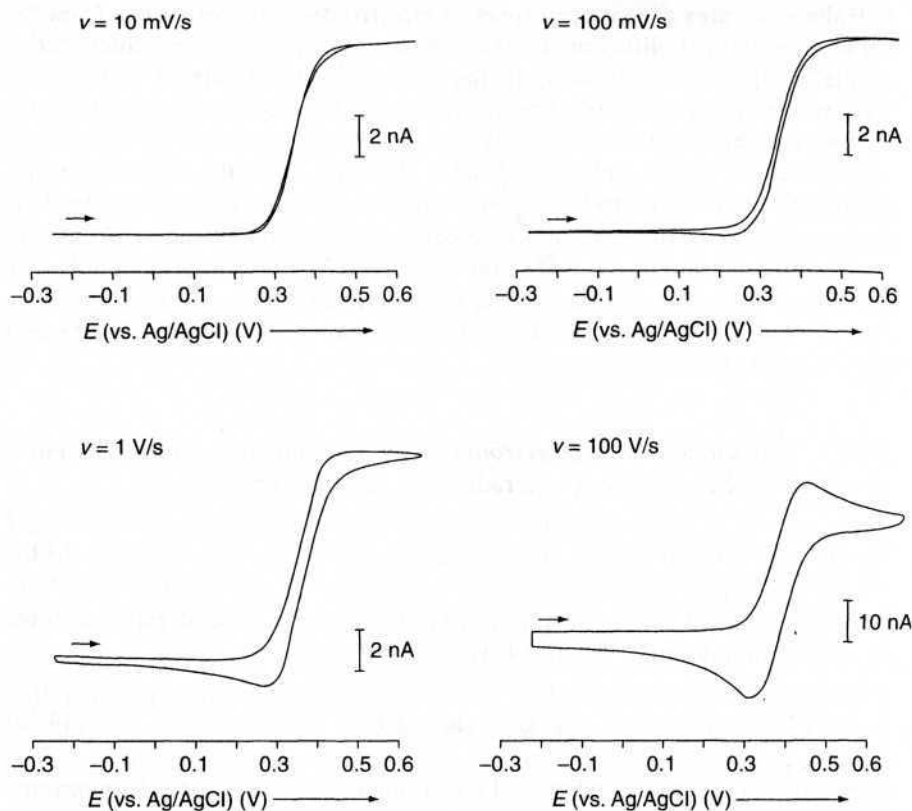 v = 10 mV/s
2 nA
–0.3 –0.1 0.1 0.3 0.5 0.6
E (vs. Ag/AgCl) (V)
v = 100 mV/s
2 nA
–0.3 –0.1 0.1 0.3 0.5 0.6
E (vs. Ag/AgCl) (V)
v = 1 V/s
2 nA
–0.3 –0.1 0.1 0.3 0.5 0.6
E (vs. Ag/AgCl) (V)
v = 100 V/s
10 nA
–0.3 –0.1 0.1 0.3 0.5 0.6
E (vs. Ag/AgCl) (V)